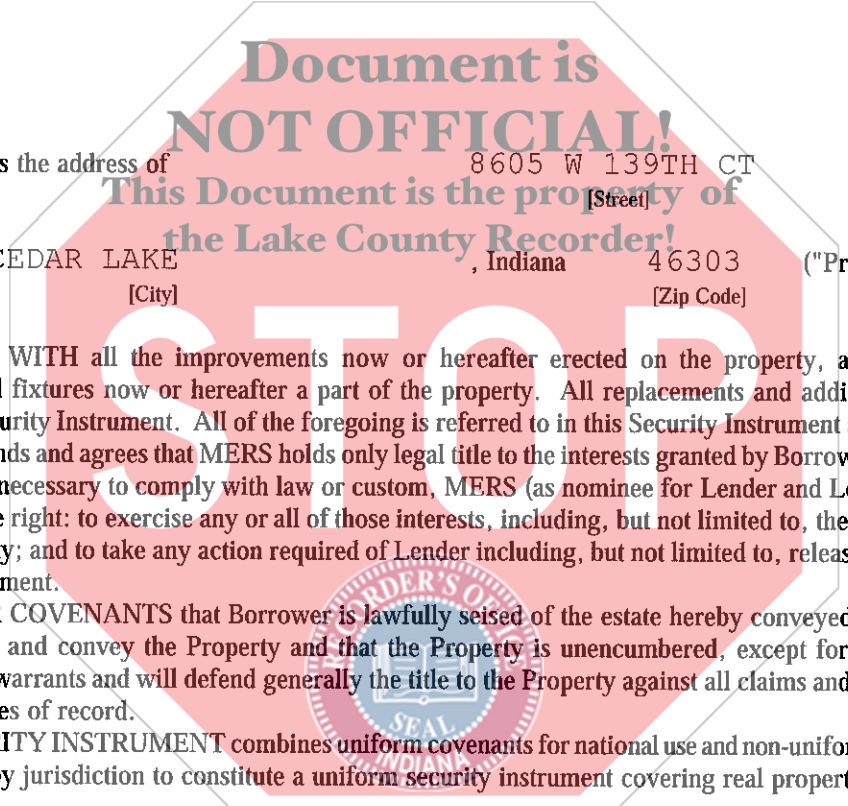 Document is
NOT OFFICIAL!
s the address of 8605 W 139TH CT
This Document is the property of
[Street]
the Lake County Recorder!
CEDAR LAKE , Indiana 46303 ("Pr
[City] [Zip Code]
STOP
WITH all the improvements now or hereafter erected on the property, a
fixtures now or hereafter a part of the property. All replacements and addi
urity Instrument. All of the foregoing is referred to in this Security Instrument
nds and agrees that MERS holds only legal title to the interests granted by Borrow
necessary to comply with law or custom, MERS (as nominee for Lender and Le
e right: to exercise any or all of those interests, including, but not limited to, the
y; and to take any action required of Lender including, but not limited to, releas
ment.
R COVENANTS that Borrower is lawfully seised of the estate hereby conveyed
and convey the Property and that the Property is unencumbered, except for
warrants and will defend generally the title to the Property against all claims and
es of record.
ITY INSTRUMENT combines uniform covenants for national use and non-unifor
y jurisdiction to constitute a uniform security instrument covering real propert
RECORDER'S OFFICE
SEAL
INDIANA